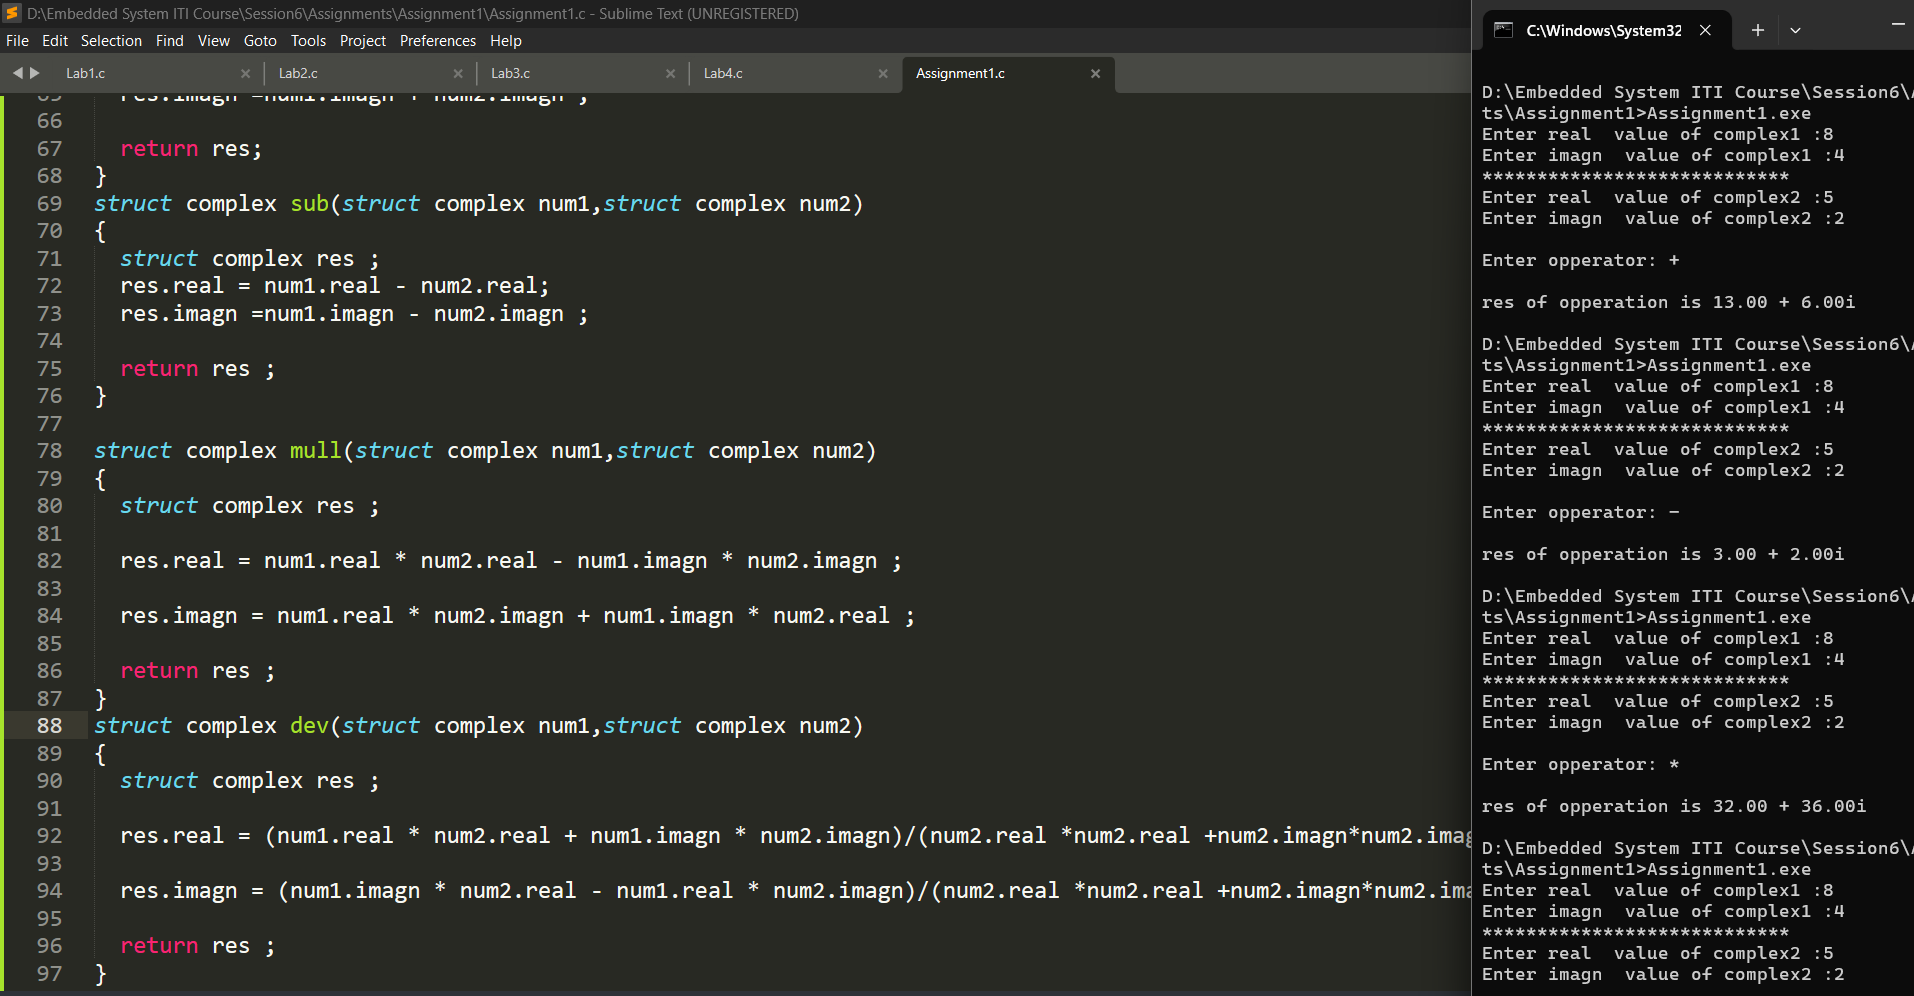 D:\Embedded System ITI Course\Session6\Assignments\Assignment1\Assignment1.c - Sublime Text (UNREGISTERED)
File Edit Selection Find View Goto Tools Project Preferences Help
Lab1.c Lab2.c Lab3.c Lab4.c Assignment1.c
65 res.imagn =num1.imagn + num2.imagn ;
66
67 return res;
68 }
69 struct complex sub(struct complex num1,struct complex num2)
70 {
71 struct complex res ;
72 res.real = num1.real - num2.real;
73 res.imagn =num1.imagn - num2.imagn ;
74
75 return res ;
76 }
77
78 struct complex mull(struct complex num1,struct complex num2)
79 {
80 struct complex res ;
81
82 res.real = num1.real * num2.real - num1.imagn * num2.imagn ;
83
84 res.imagn = num1.real * num2.imagn + num1.imagn * num2.real ;
85
86 return res ;
87 }
88 struct complex dev(struct complex num1,struct complex num2)
89 {
90 struct complex res ;
91
92 res.real = (num1.real * num2.real + num1.imagn * num2.imagn)/(num2.real *num2.real +num2.imagn*num2.imag
93
94 res.imagn = (num1.imagn * num2.real - num1.real * num2.imagn)/(num2.real *num2.real +num2.imagn*num2.ima
95
96 return res ;
97 }
C:\Windows\System32
D:\Embedded System ITI Course\Session6\A
ts\Assignment1>Assignment1.exe
Enter real  value of complex1 :8
Enter imagn  value of complex1 :4
****************************
Enter real  value of complex2 :5
Enter imagn  value of complex2 :2
Enter opperator: +
res of opperation is 13.00 + 6.00i
D:\Embedded System ITI Course\Session6\A
ts\Assignment1>Assignment1.exe
Enter real  value of complex1 :8
Enter imagn  value of complex1 :4
****************************
Enter real  value of complex2 :5
Enter imagn  value of complex2 :2
Enter opperator: -
res of opperation is 3.00 + 2.00i
D:\Embedded System ITI Course\Session6\A
ts\Assignment1>Assignment1.exe
Enter real  value of complex1 :8
Enter imagn  value of complex1 :4
****************************
Enter real  value of complex2 :5
Enter imagn  value of complex2 :2
Enter opperator: *
res of opperation is 32.00 + 36.00i
D:\Embedded System ITI Course\Session6\A
ts\Assignment1>Assignment1.exe
Enter real  value of complex1 :8
Enter imagn  value of complex1 :4
****************************
Enter real  value of complex2 :5
Enter imagn  value of complex2 :2